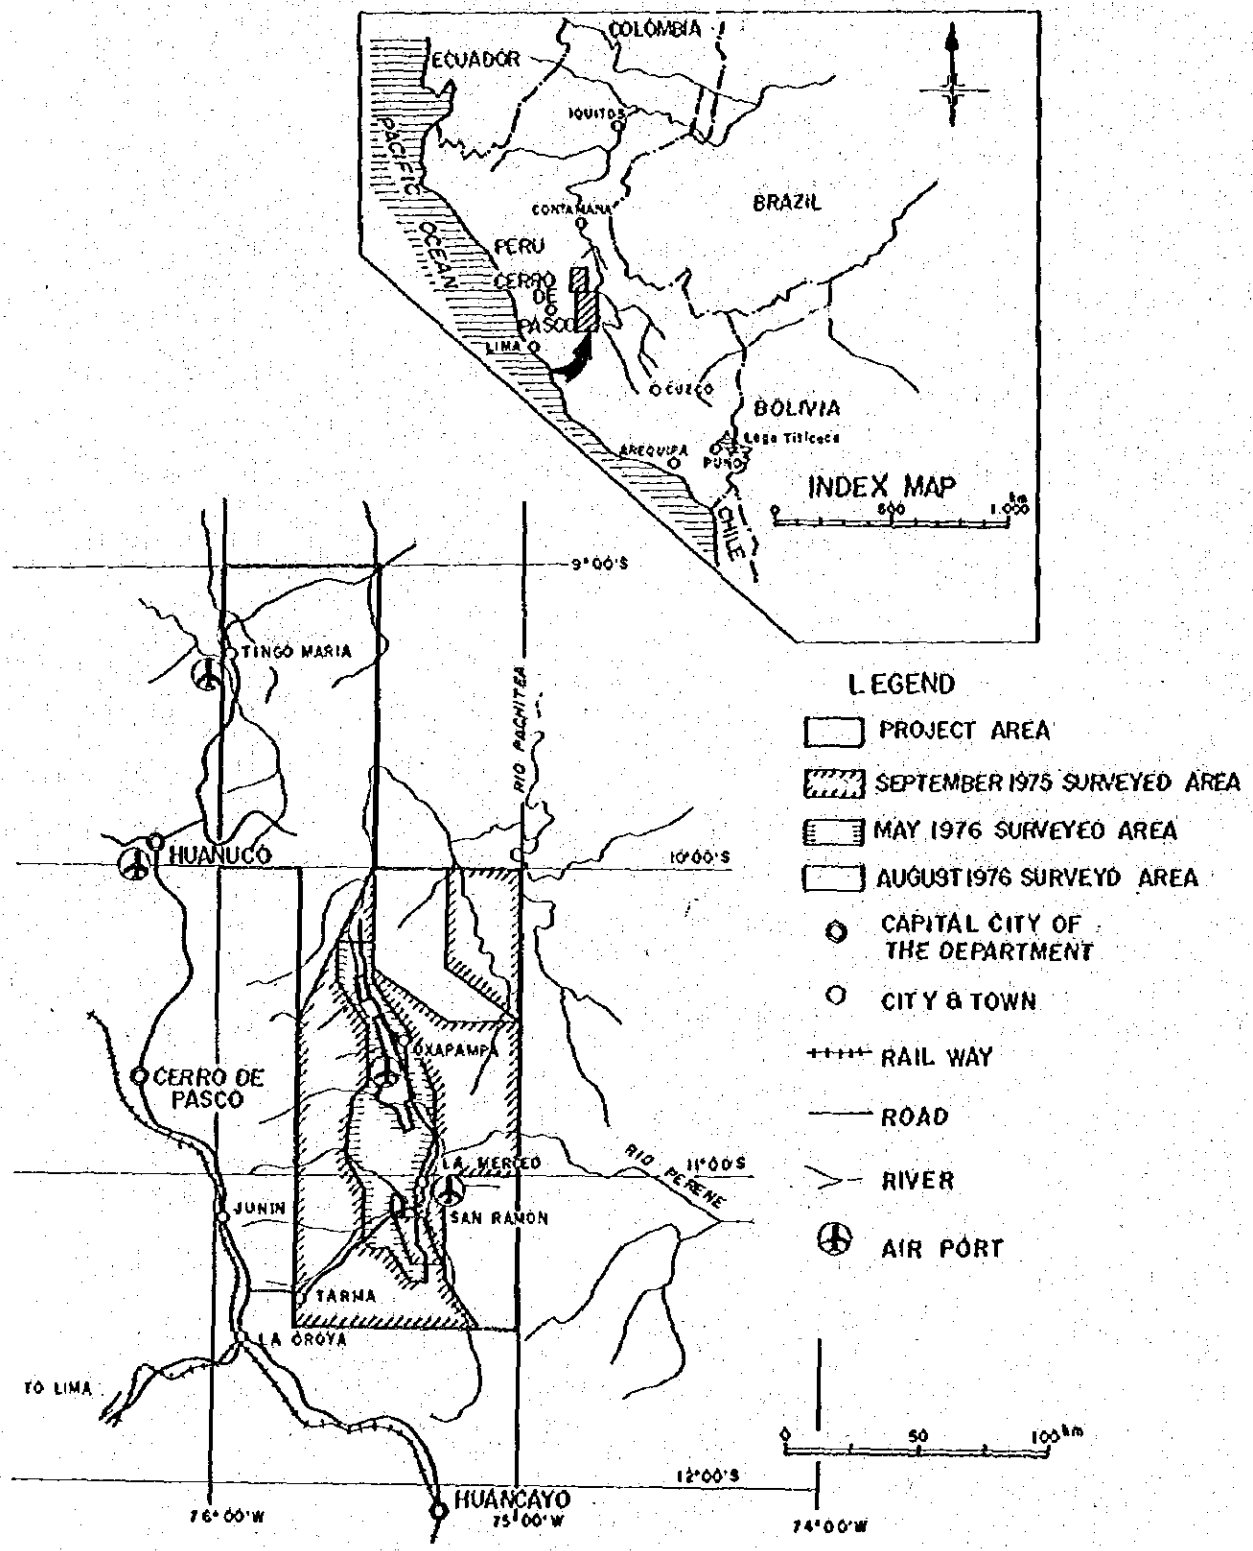 COLOMBIA
ECUADOR
IQUITOS
PACIFIC OCEAN
BRAZIL
CONTAMANA
PERU
CERRO
DE
PASCO
LIMA
CUZCO
BOLIVIA
Lago Titicaca
AREQUIPA
PUNO
INDEX MAP
0 500 1.000 km
CHILE
9°00'S
TINGO MARIA
RIO PACHITEA
LEGEND
PROJECT AREA
SEPTEMBER 1975 SURVEYED AREA
MAY 1976 SURVEYED AREA
AUGUST 1976 SURVEYD AREA
CAPITAL CITY OF
THE DEPARTMENT
CITY & TOWN
RAIL WAY
ROAD
RIVER
AIR PORT
HUANUCO
10°00'S
OXAPAMPA
CERRO DE
PASCO
LA MERCED
RIO PERENE
11°00'S
JUNIN
SAN RAMON
TARMA
LA OROYA
TO LIMA
0 50 100 km
12°00'S
HUANCAYO
76°00'W
75°00'W
74°00'W